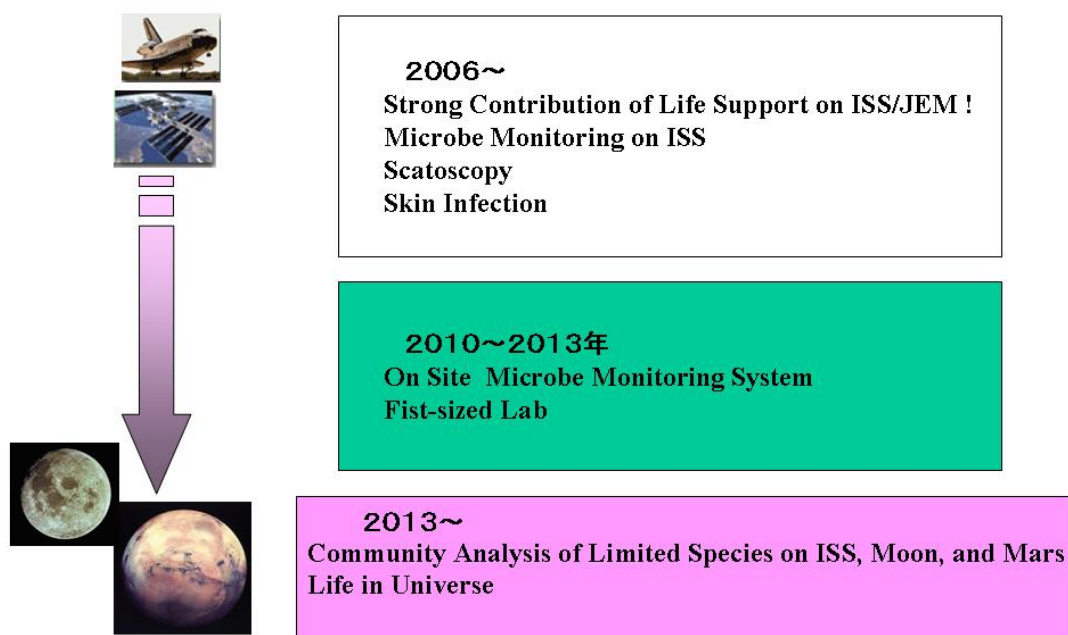 2006～
Strong Contribution of Life Support on ISS/JEM !
Microbe Monitoring on ISS
Scatoscopy
Skin Infection
2010～2013年
On Site Microbe Monitoring System
Fist-sized Lab
2013～
Community Analysis of Limited Species on ISS, Moon, and Mars
Life in Universe